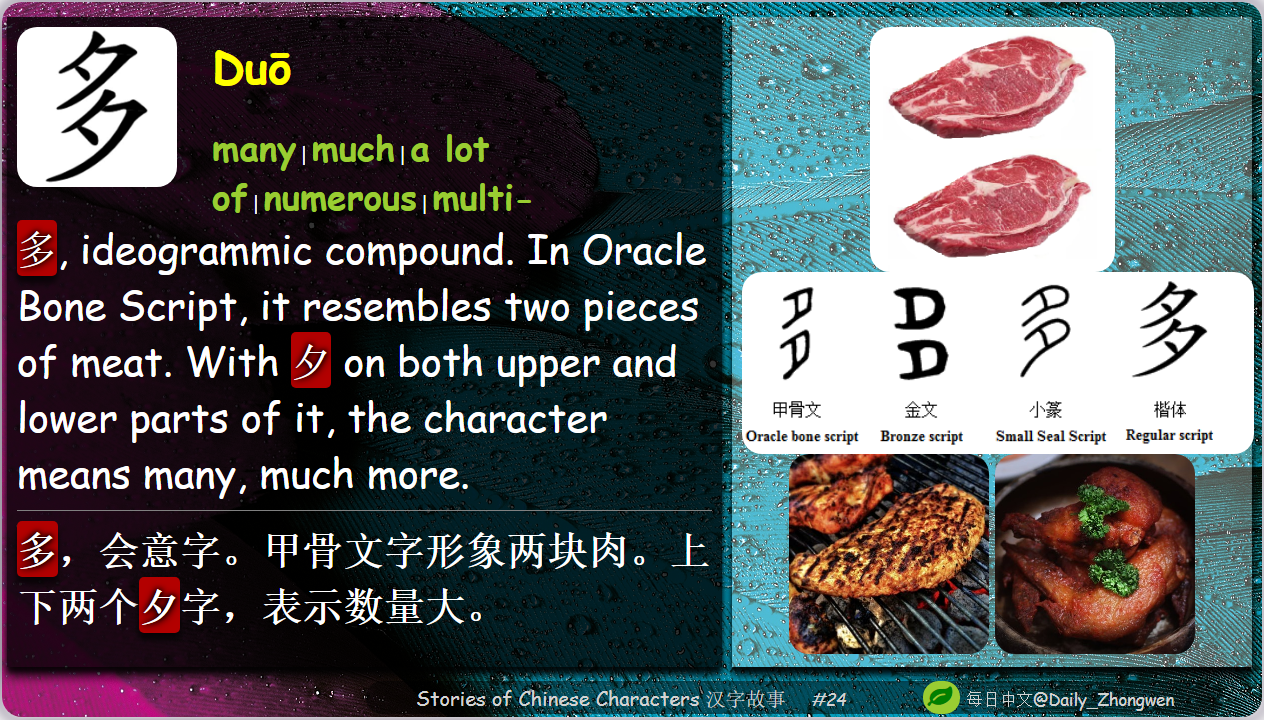 多
Duō
many | much | a lot
of | numerous | multi-
多, ideogrammic compound. In Oracle
Bone Script, it resembles two pieces
of meat. With 夕 on both upper and
lower parts of it, the character
means many, much more.
多，会意字。甲骨文字形象两块肉。上
下两个夕字，表示数量大。
多
甲骨文 金文 小篆 楷体
Oracle bone script Bronze script Small Seal Script Regular script
Stories of Chinese Characters 汉字故事 #24
每日中文@Daily_Zhongwen